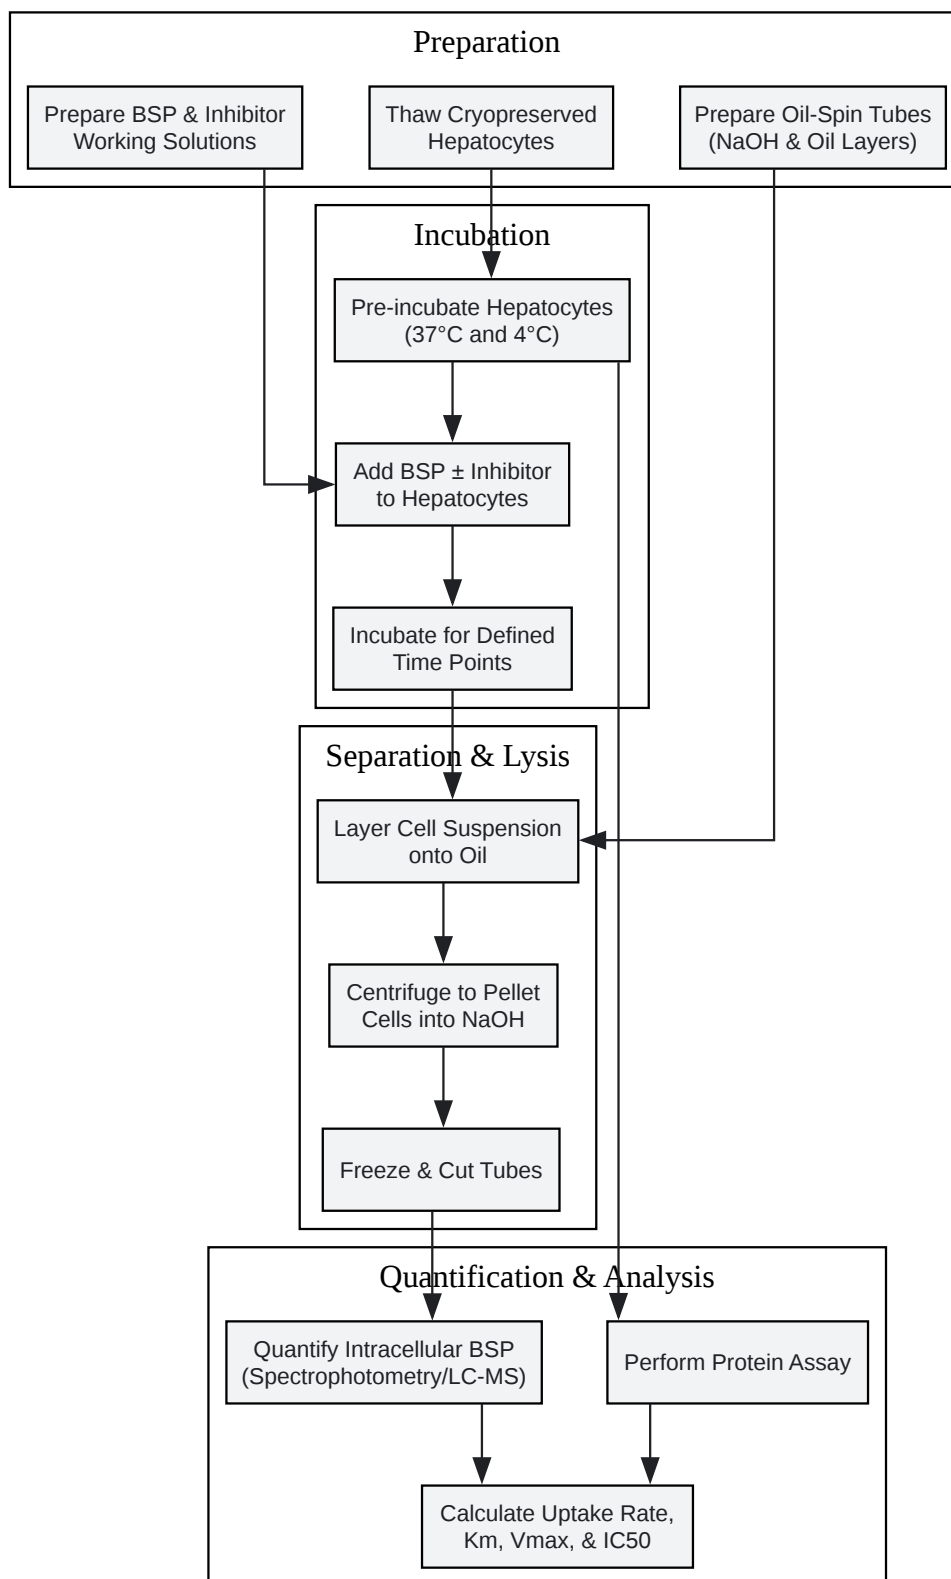 Preparation
Prepare BSP & Inhibitor
Working Solutions
Thaw Cryopreserved
Hepatocytes
Prepare Oil-Spin Tubes
(NaOH & Oil Layers)
Incubation
Pre-incubate Hepatocytes
(37°C and 4°C)
Add BSP ± Inhibitor
to Hepatocytes
Incubate for Defined
Time Points
Separation & Lysis
Layer Cell Suspension
onto Oil
Centrifuge to Pellet
Cells into NaOH
Freeze & Cut Tubes
Quantification & Analysis
Quantify Intracellular BSP
(Spectrophotometry/LC-MS)
Perform Protein Assay
Calculate Uptake Rate,
Km, Vmax, & IC50